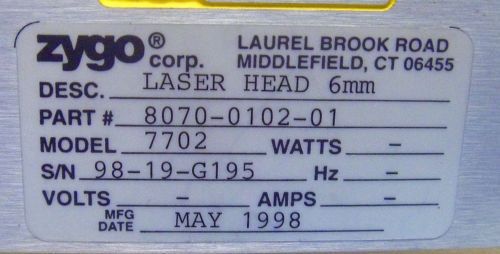 zygo® corp. LAUREL BROOK ROAD
MIDDLEFIELD, CT 06455
DESC. LASER HEAD 6mm
PART # 8070-0102-01
MODEL 7702 WATTS –
S/N 98-19-G195 Hz –
VOLTS – AMPS –
MFG DATE MAY 1998